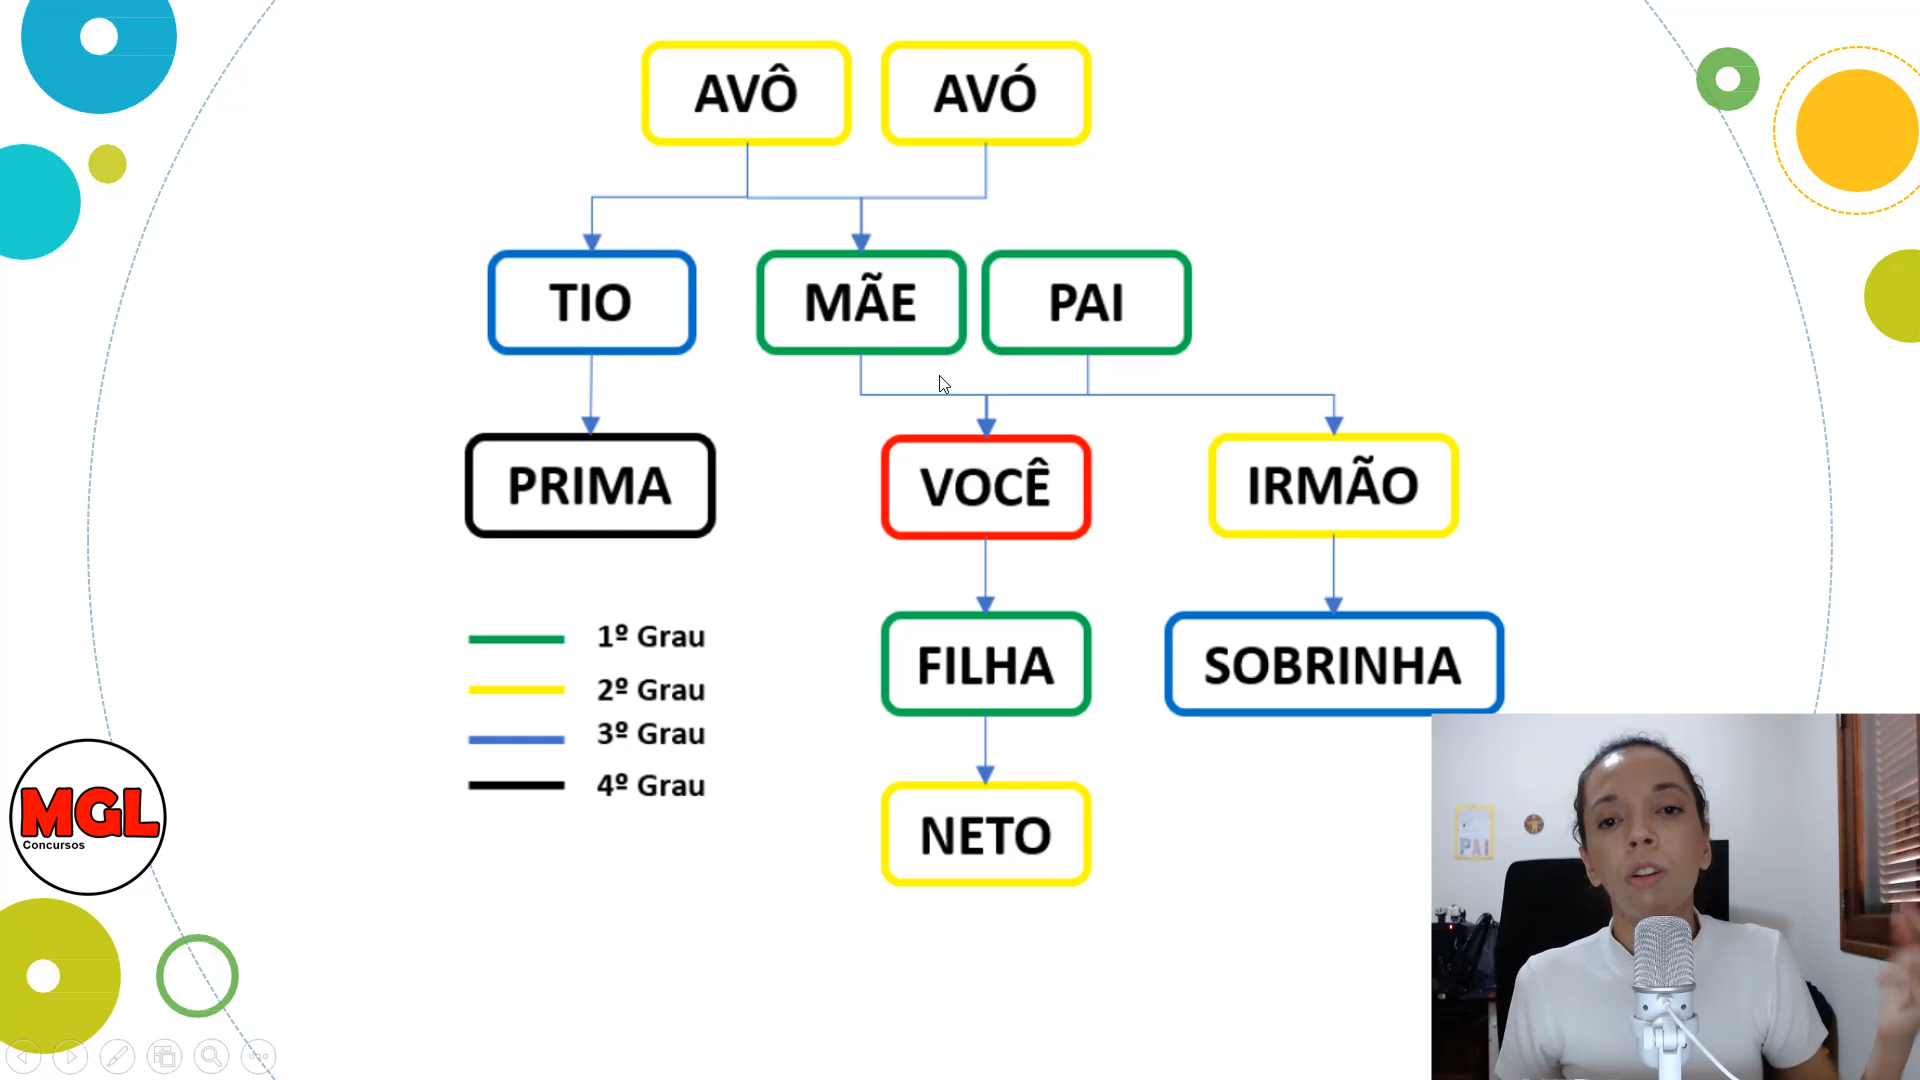 AVÔ AVÓ
TIO MÃE PAI
PRIMA VOCÊ IRMÃO
FILHA SOBRINHA
NETO
1º Grau
2º Grau
3º Grau
4º Grau
MGL
Concursos
PAI